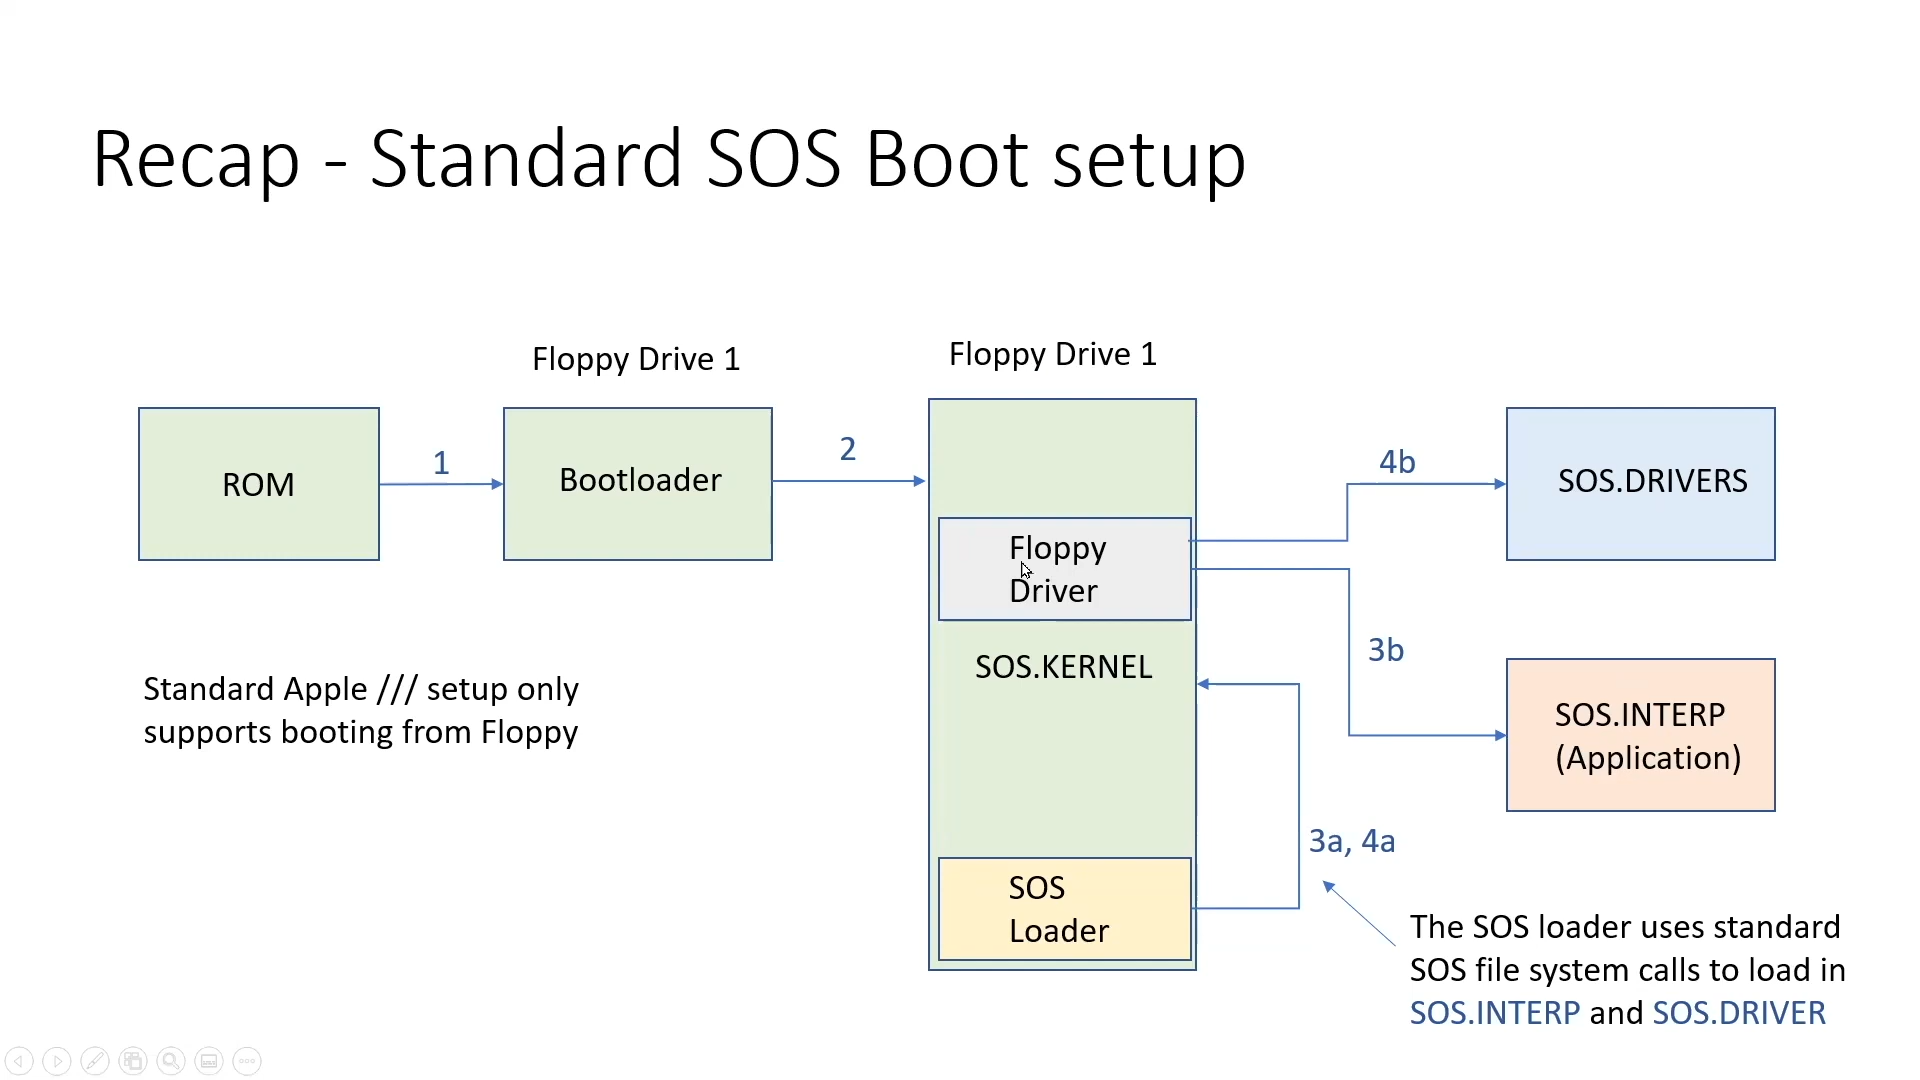 Recap - Standard SOS Boot setup
Floppy Drive 1
Floppy Drive 1
ROM
1
Bootloader
2
Floppy
Driver
SOS.KERNEL
SOS
Loader
4b
SOS.DRIVERS
3b
SOS.INTERP
(Application)
3a, 4a
Standard Apple /// setup only
supports booting from Floppy
The SOS loader uses standard
SOS file system calls to load in
SOS.INTERP and SOS.DRIVER